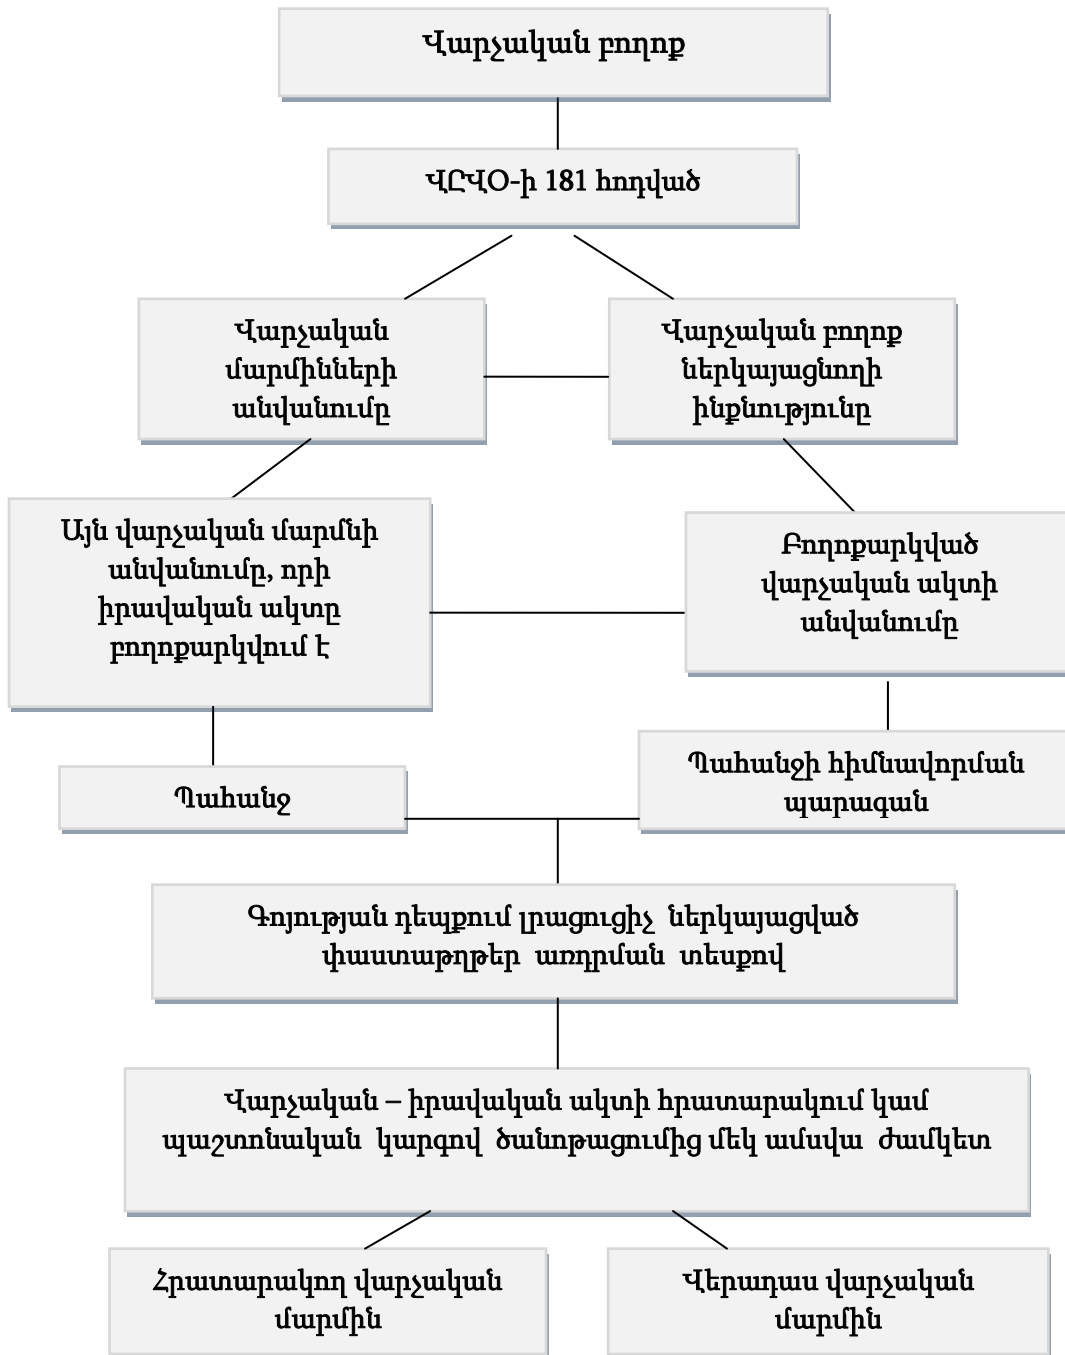 Վարչական բողոք
ՎԸՎՕ-ի 181 հոդված
Վարչական
մարմինների
անվանումը
Վարչական բողոք
ներկայացնողի
ինքնությունը
Այն վարչական մարմնի
անվանումը, որի
իրավական ակտը
բողոքարկվում է
Բողոքարկված
վարչական ակտի
անվանումը
Պահանջ
Պահանջի հիմնավորման
պարագան
Գոյության դեպքում լրացուցիչ ներկայացված
փաստաթղթեր առդրման տեսքով
Վարչական – իրավական ակտի հրատարակում կամ
պաշտոնական կարգով ծանոթացումից մեկ ամսվա ժամկետ
Հրատարակող վարչական
մարմին
Վերադաս վարչական
մարմին